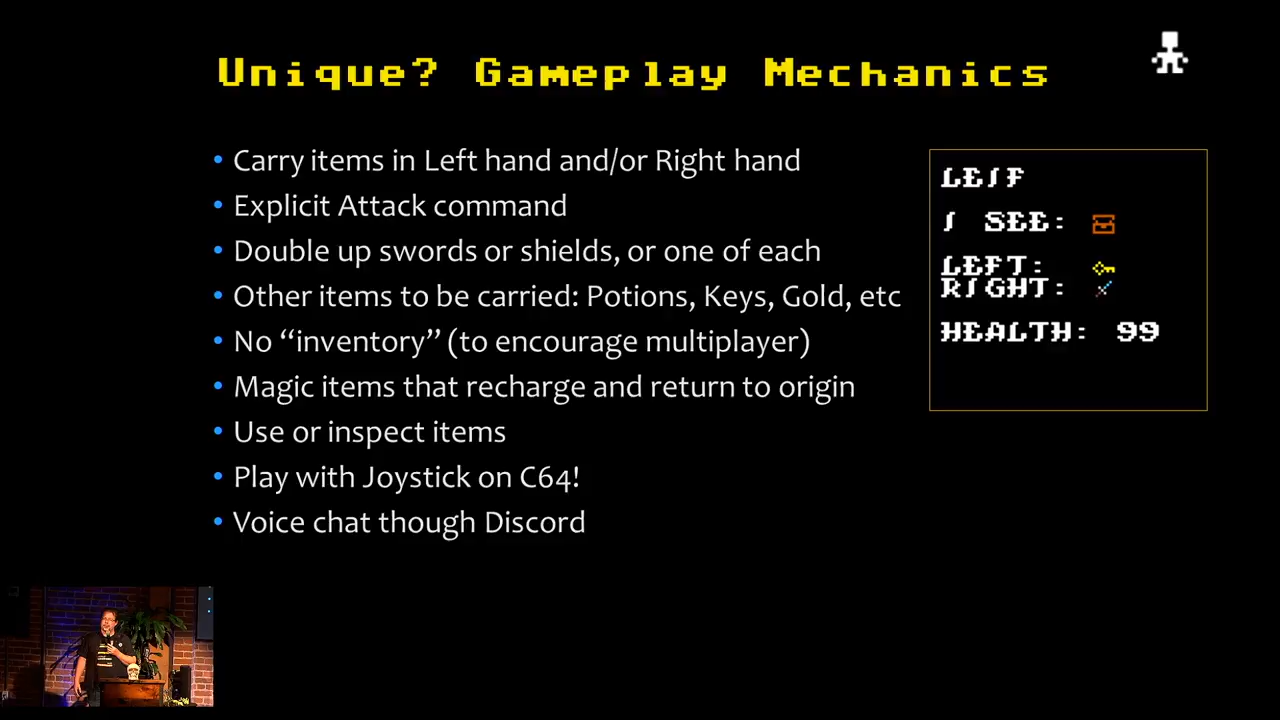 Unique? Gameplay Mechanics
• Carry items in Left hand and/or Right hand
• Explicit Attack command
• Double up swords or shields, or one of each
• Other items to be carried: Potions, Keys, Gold, etc
• No “inventory” (to encourage multiplayer)
• Magic items that recharge and return to origin
• Use or inspect items
• Play with Joystick on C64!
• Voice chat though Discord
LEIF
I SEE:
LEFT:
RIGHT:
HEALTH: 99